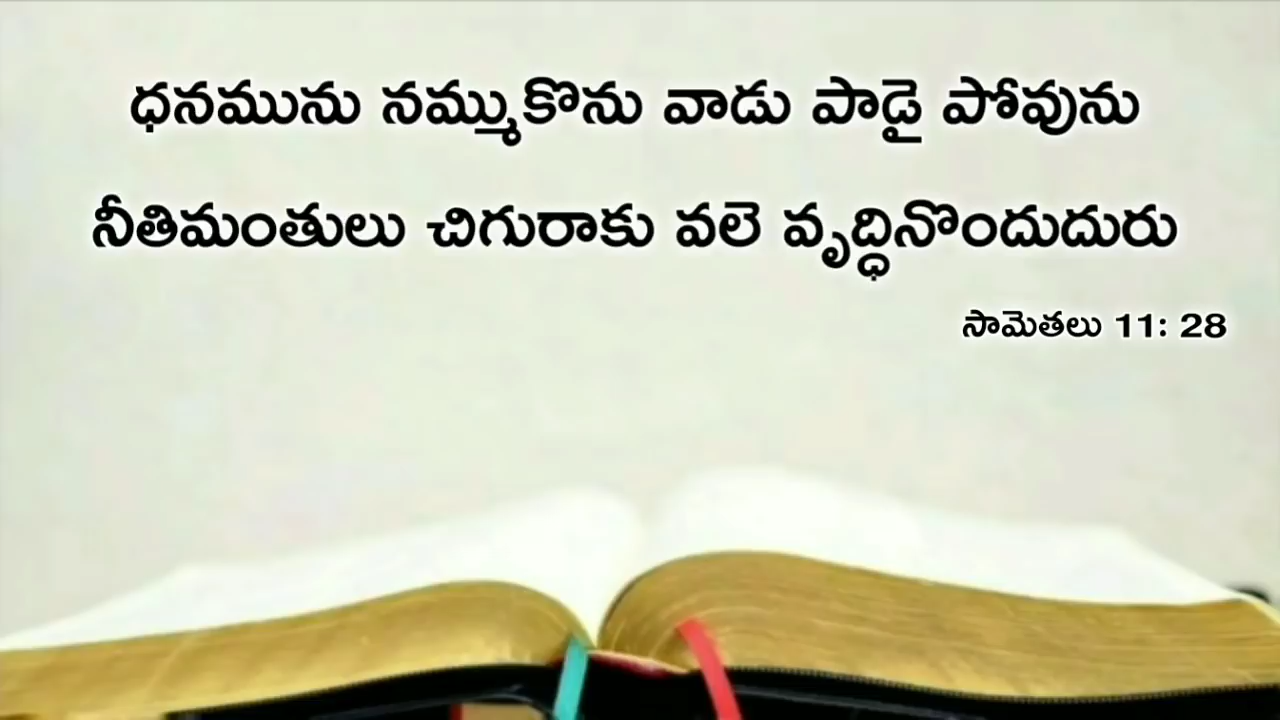 ధనమును నమ్ముకొను వాడు పాడై పోవును
నీతిమంతులు చిగురాకు వలె వృద్ధినొందుదురు
సామెతలు 11: 28